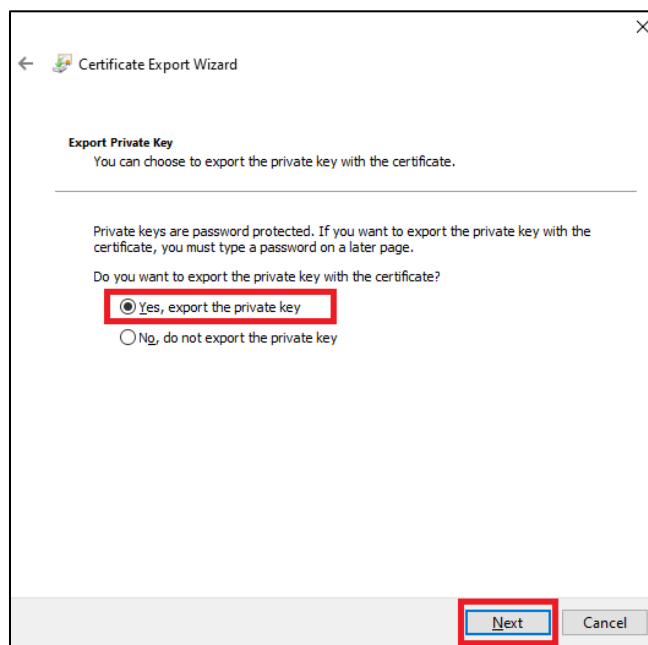 Certificate Export Wizard
Export Private Key
You can choose to export the private key with the certificate.
Private keys are password protected. If you want to export the private key with the
certificate, you must type a password on a later page.
Do you want to export the private key with the certificate?
Yes, export the private key
No, do not export the private key
Next
Cancel